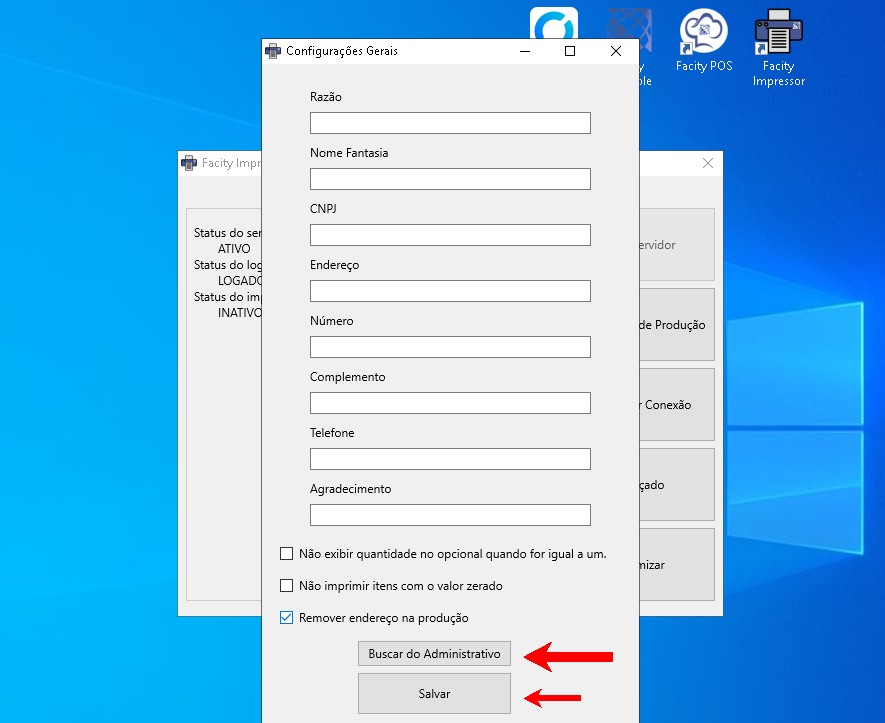 Configurações Gerais
Facity POS
Facity
Impressor
Razão
Nome Fantasia
CNPJ
Endereço
Número
Complemento
Telefone
Agradecimento
Não exibir quantidade no opcional quando for igual a um.
Não imprimir itens com o valor zerado
Remover endereço na produção
Buscar do Administrativo
Salvar
Facity Impr
Status do ser
ATIVO
Status do log
LOGADO
Status do imp
INATIVO
ervidor
de Produção
r Conexão
çado
mizar